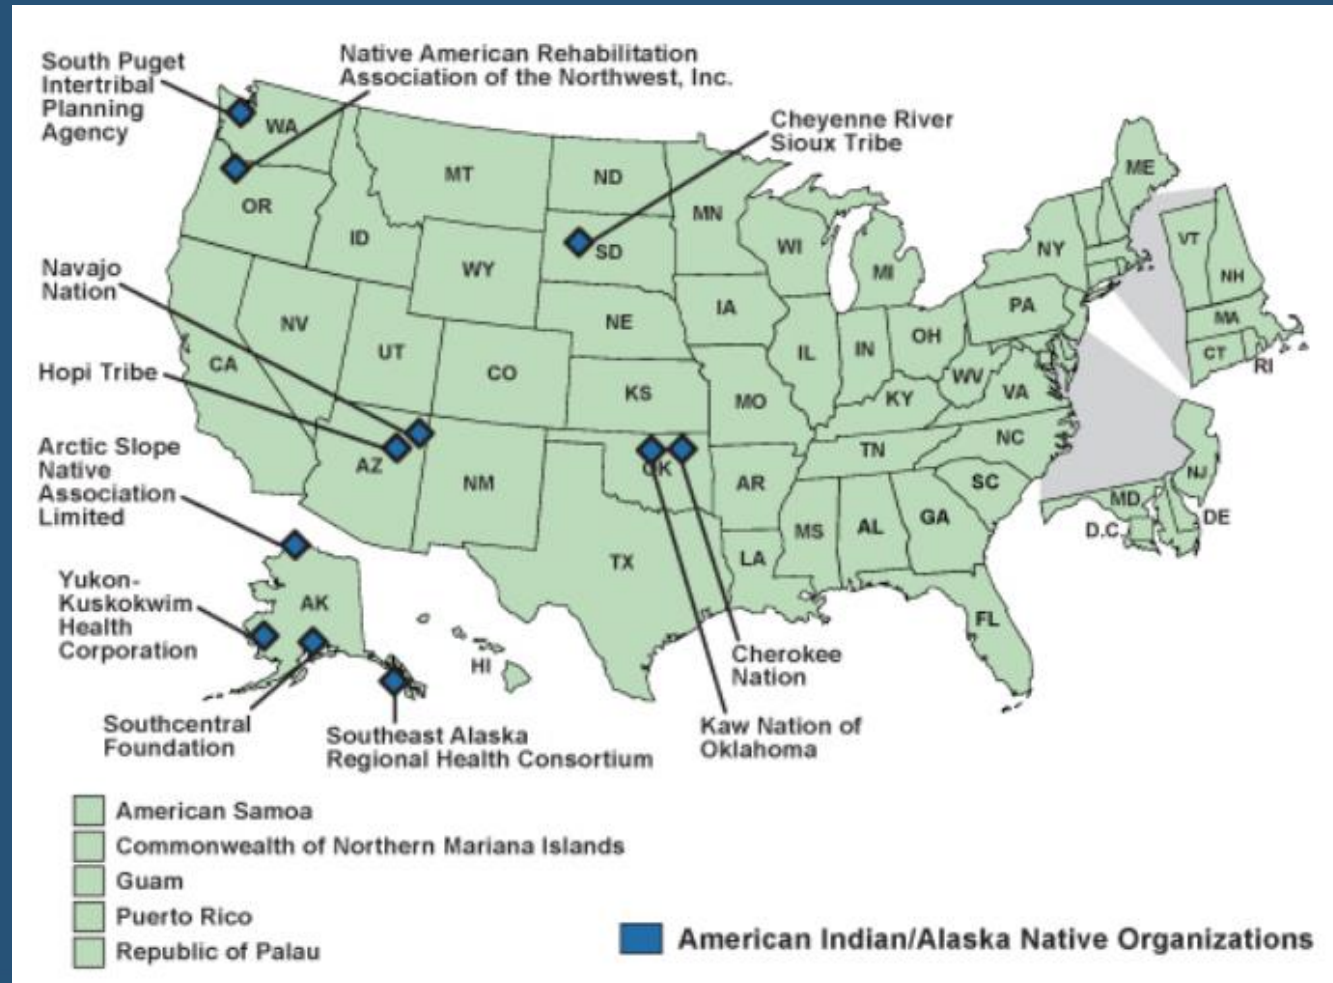 South Puget
Intertribal
Planning
Agency
Native American Rehabilitation
Association of the Northwest, Inc.
Cheyenne River
Sioux Tribe
Navajo
Nation
Hopi Tribe
Arctic Slope
Native
Association
Limited
Yukon-
Kuskokwim
Health
Corporation
Southcentral
Foundation
Southeast Alaska
Regional Health Consortium
Cherokee
Nation
Kaw Nation of
Oklahoma
WA
OR
ID
MT
ND
MN
SD
WY
WI
MI
NY
ME
VT
NH
MA
CT
RI
NV
UT
CA
CO
NE
IA
IL
IN
OH
PA
WV
VA
KS
MO
KY
NC
TN
AZ
NM
OK
AR
SC
MS
AL
GA
NJ
MD
DE
D.C.
TX
LA
FL
AK
HI
American Samoa
Commonwealth of Northern Mariana Islands
Guam
Puerto Rico
Republic of Palau
American Indian/Alaska Native Organizations